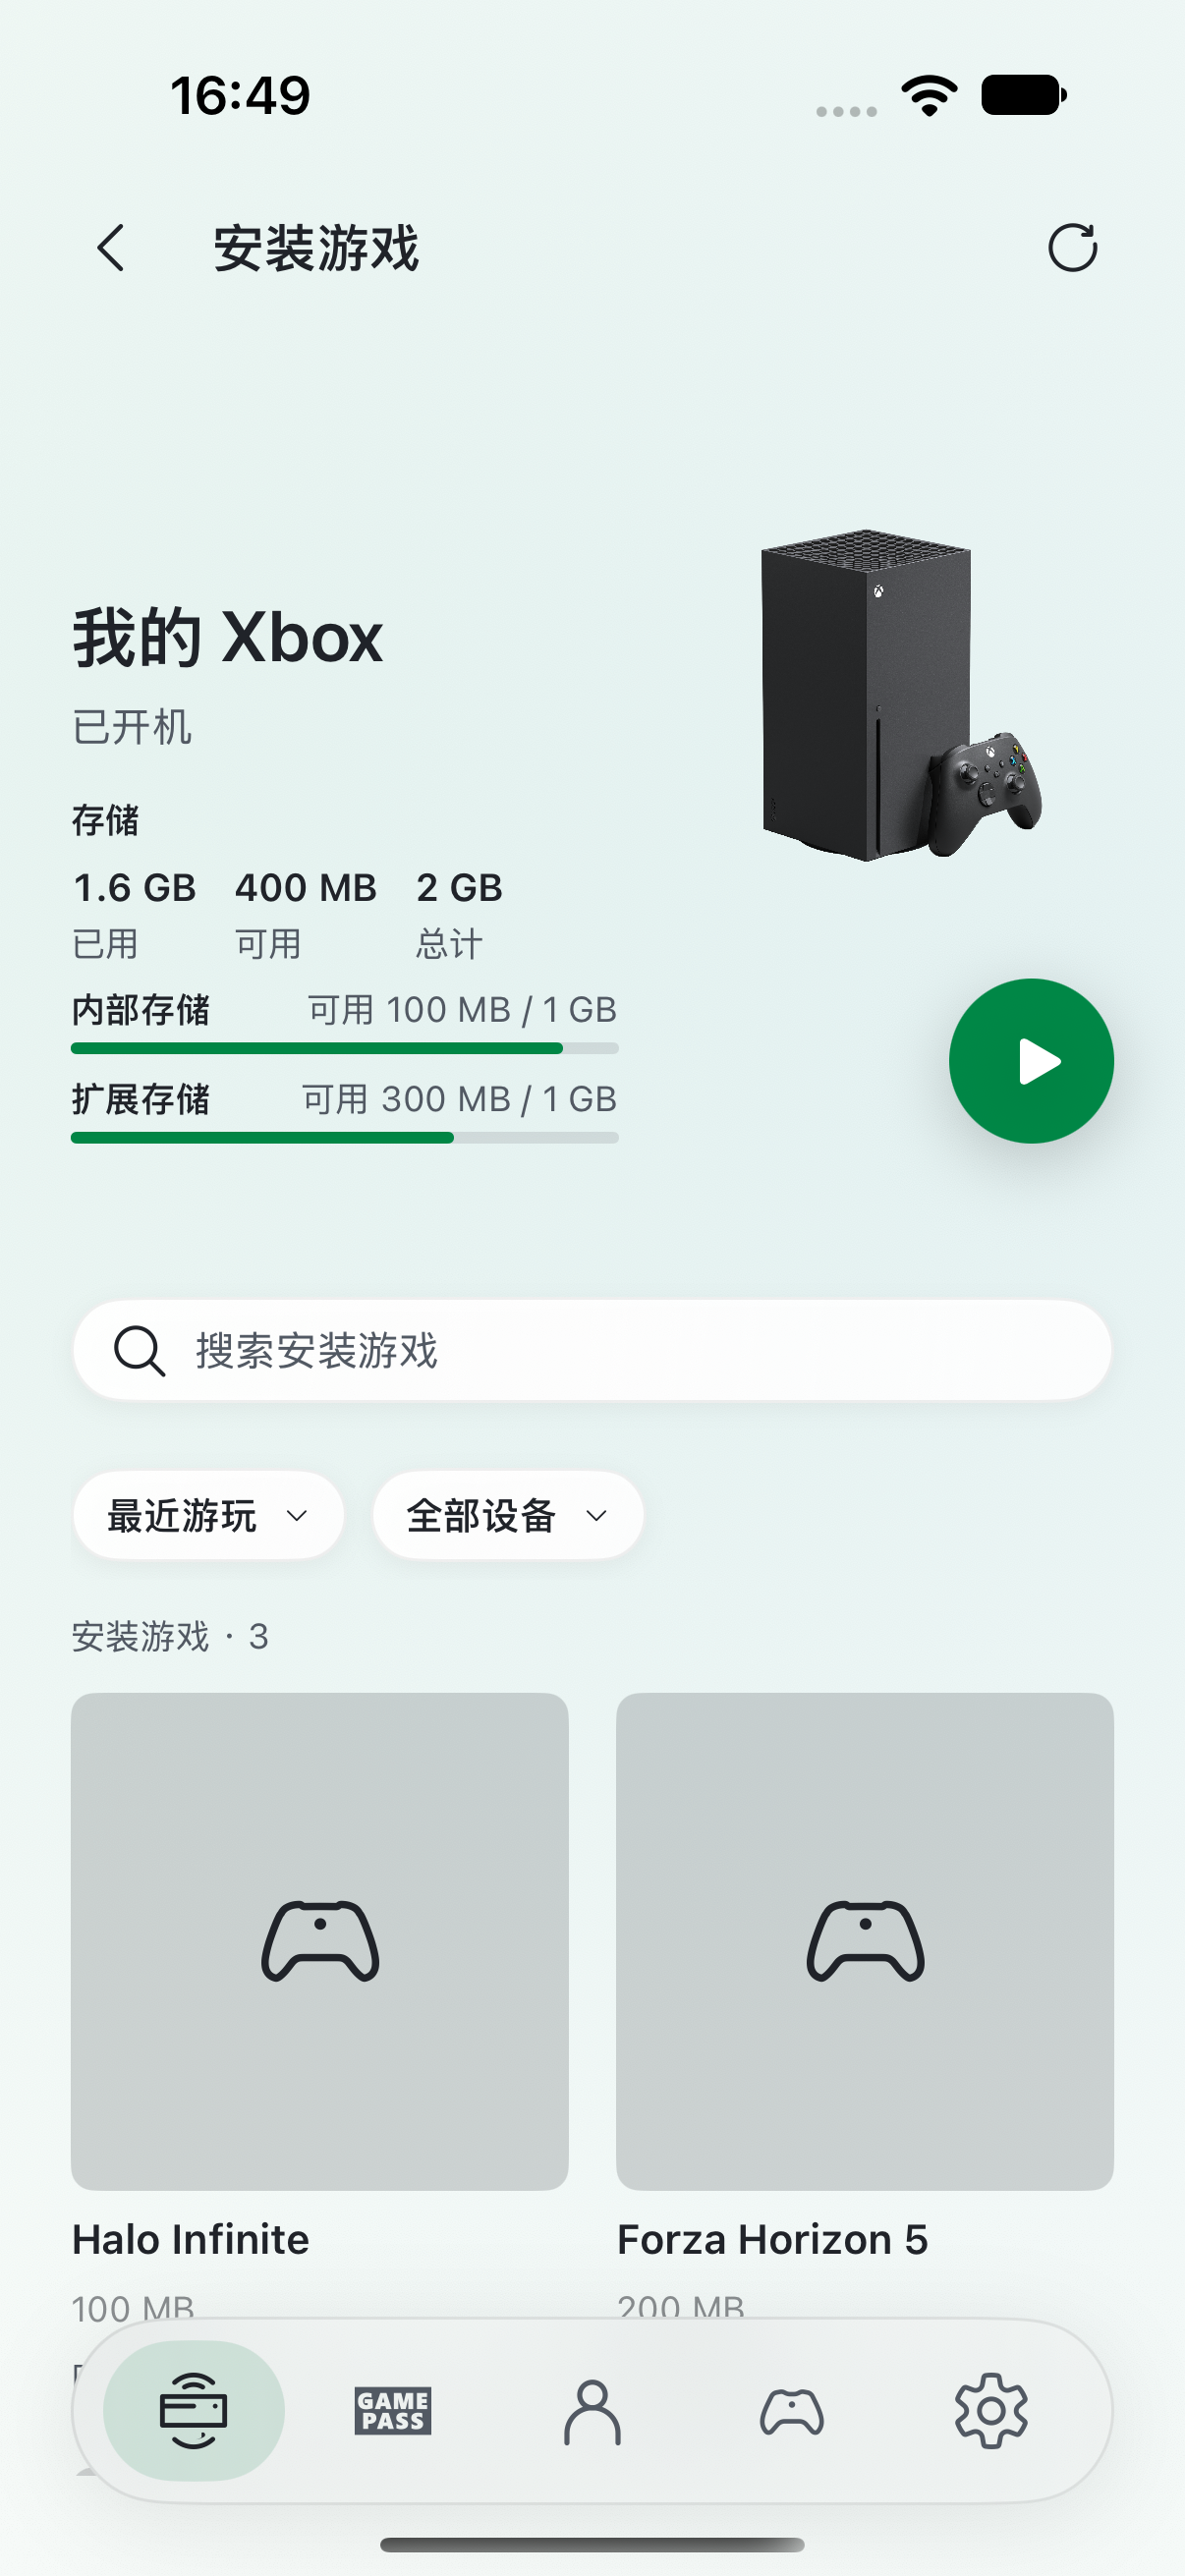 16:49
安装游戏
我的 Xbox
已开机
存储
1.6 GB 400 MB 2 GB
已用 可用 总计
内部存储 可用 100 MB / 1 GB
扩展存储 可用 300 MB / 1 GB
搜索安装游戏
最近游玩 全部设备
安装游戏 · 3
Halo Infinite Forza Horizon 5
100 MB 200 MB
GAME
PASS